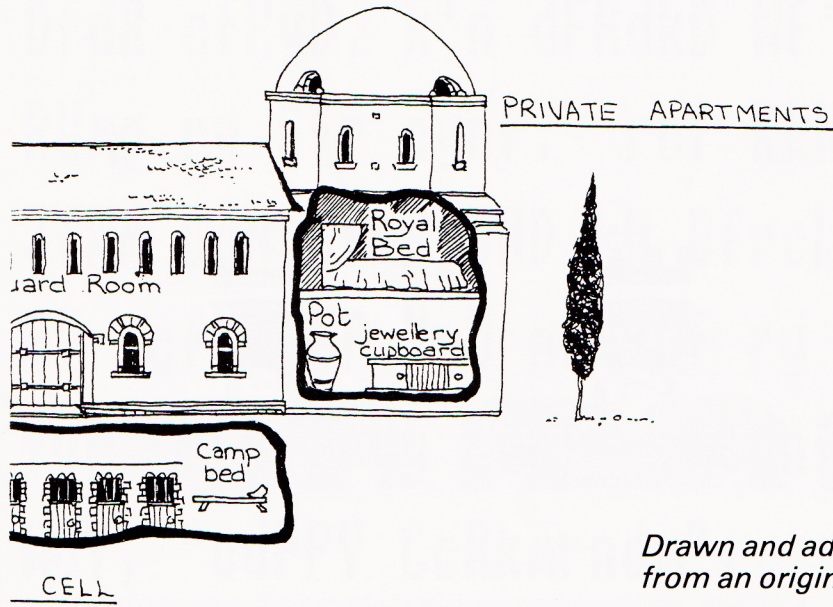 PRIVATE APARTMENTS
Royal
Bed
uard Room
Pot
jewellery
cupboard
Camp
bed
Drawn and ad
from an origin
CELL